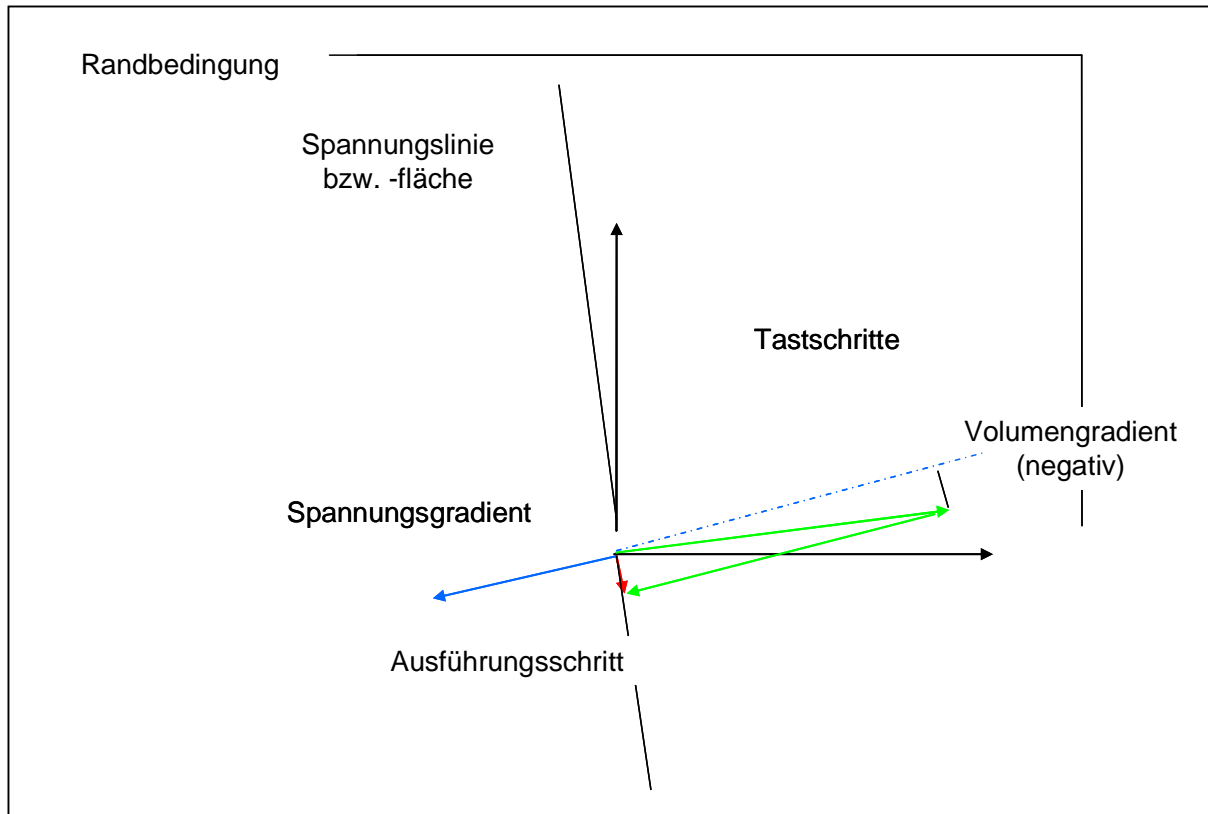 Randbedingung
Spannungslinie
bzw. -fläche
Tastschritte
Volumengradient
(negativ)
Spannungsgradient
Ausführungsschritt